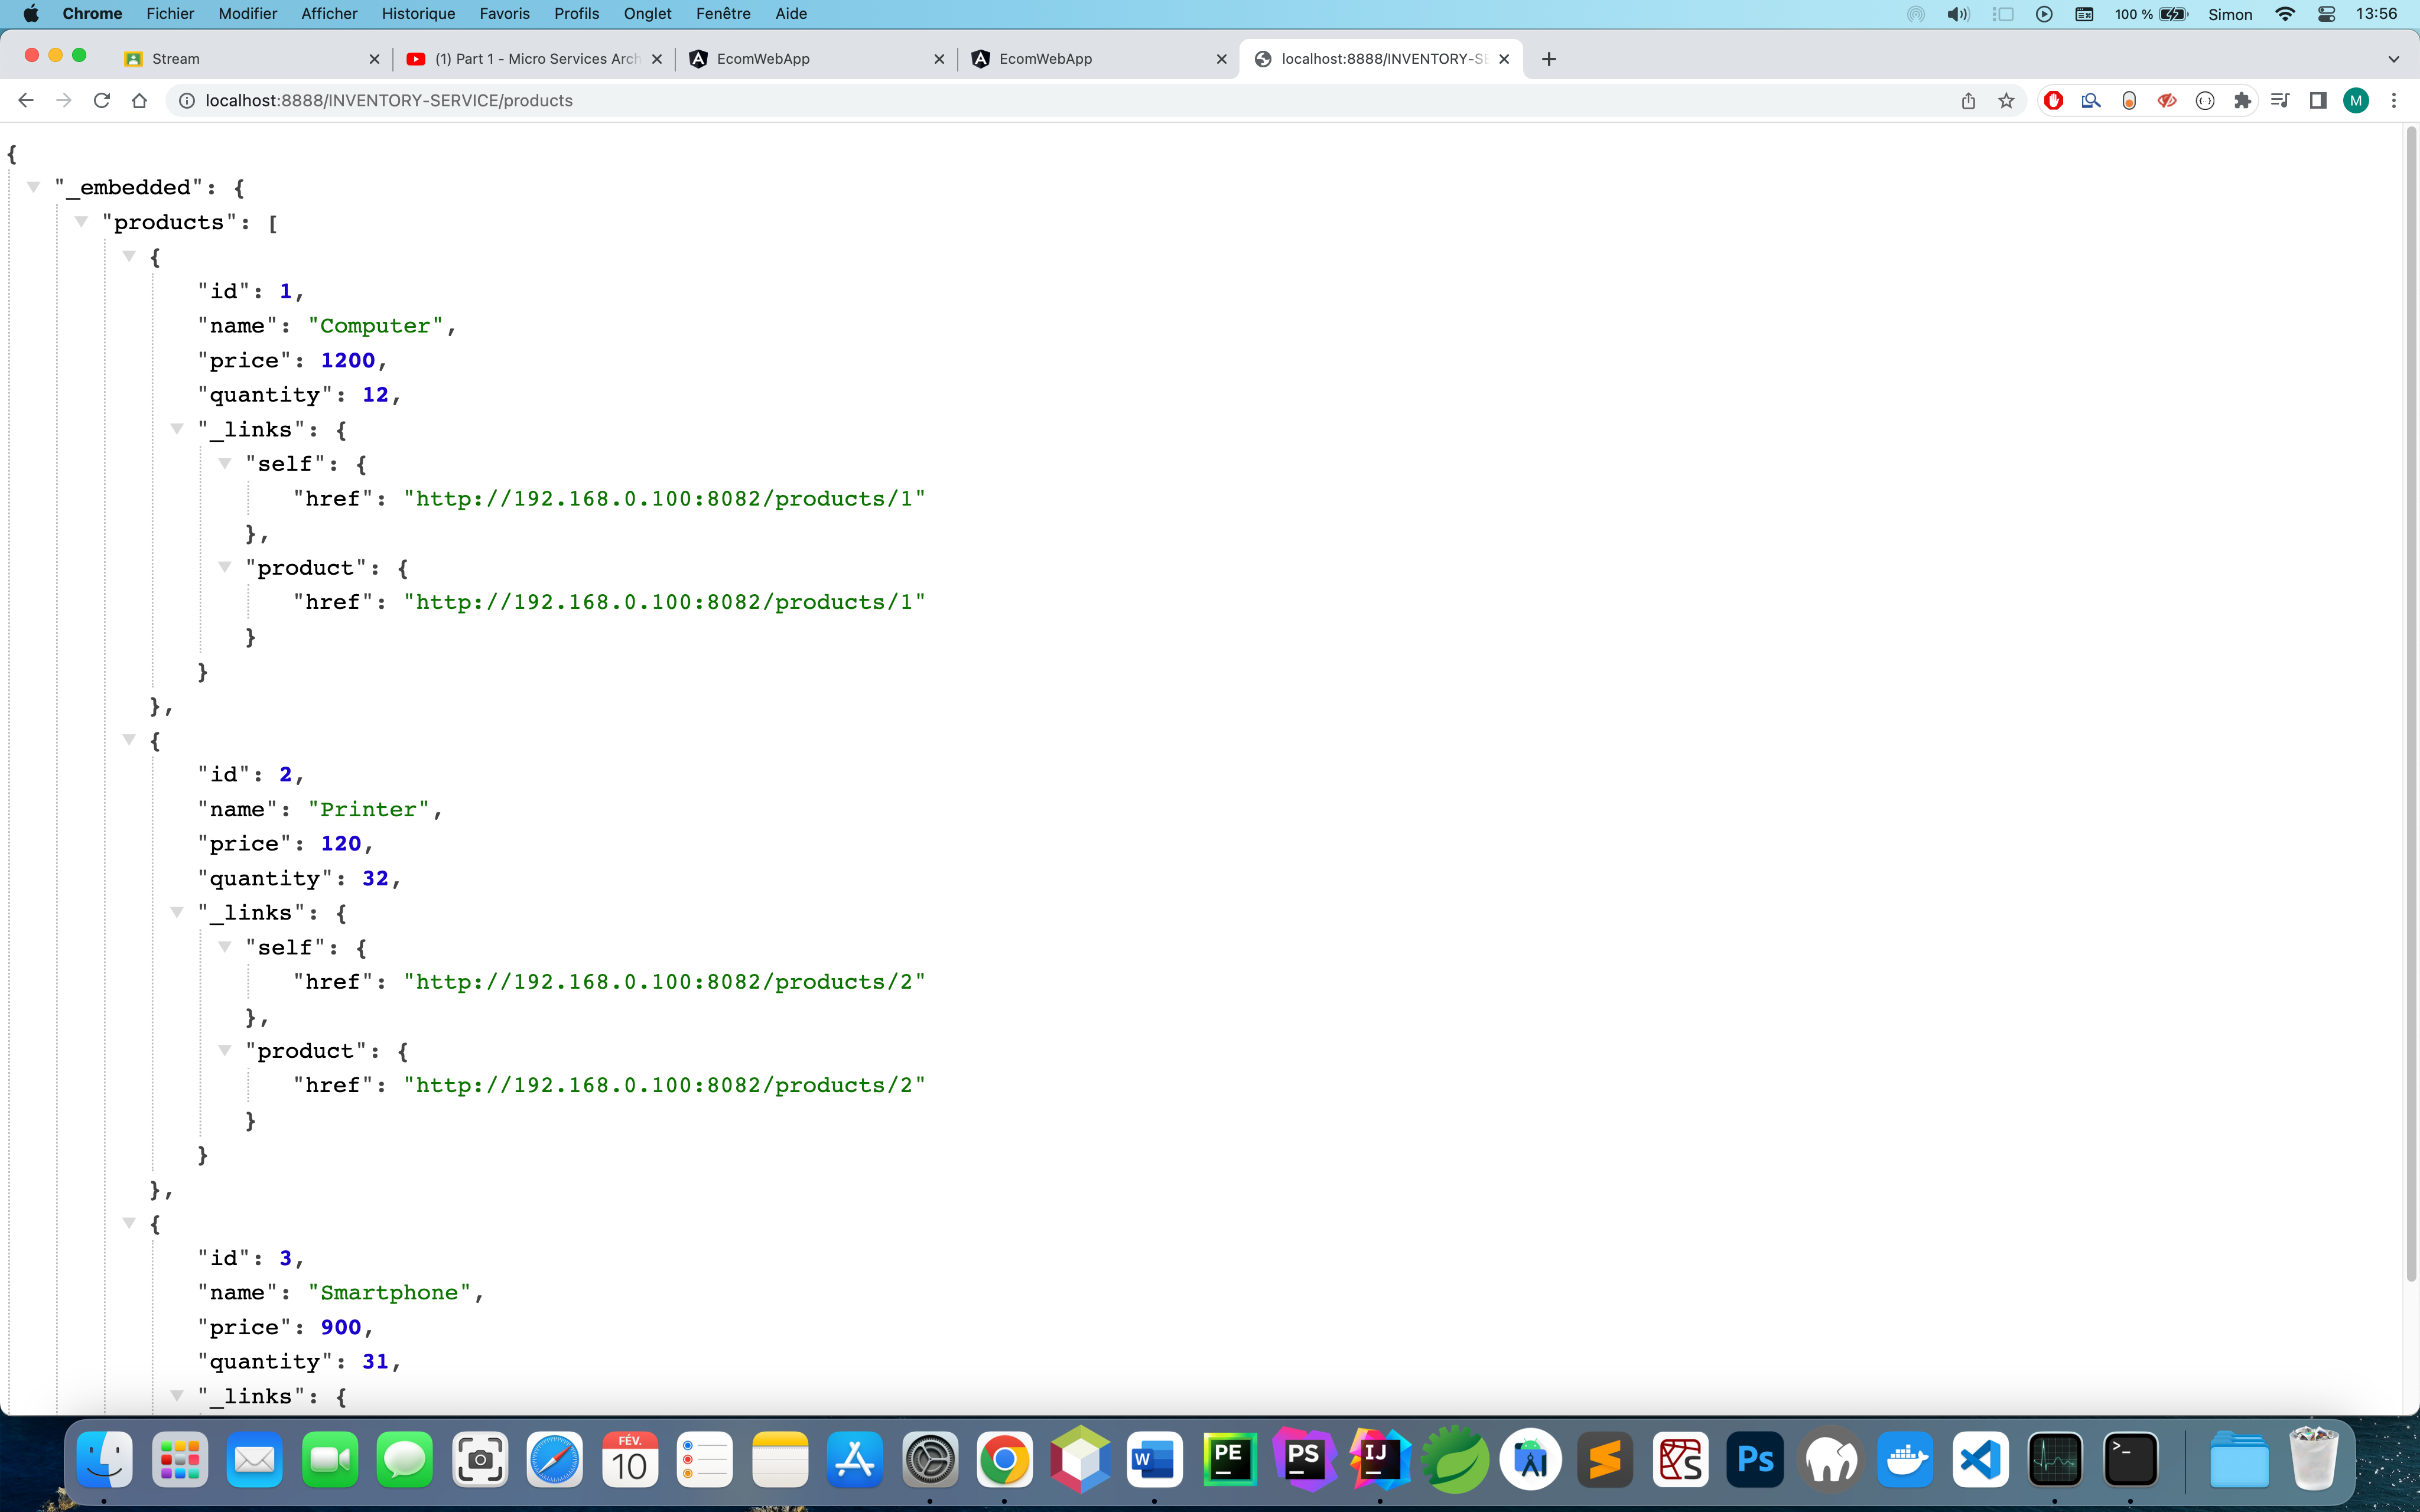 Chrome Fichier Modifier Afficher Historique Favoris Profils Onglet Fenêtre Aide 100 % Simon 13:56
Stream (1) Part 1 - Micro Services Arch EcomWebApp EcomWebApp localhost:8888/INVENTORY-SE
localhost:8888/INVENTORY-SERVICE/products M
{
"_embedded": {
"products": [
{
"id": 1,
"name": "Computer",
"price": 1200,
"quantity": 12,
"_links": {
"self": {
"href": "http://192.168.0.100:8082/products/1"
},
"product": {
"href": "http://192.168.0.100:8082/products/1"
}
}
},
{
"id": 2,
"name": "Printer",
"price": 120,
"quantity": 32,
"_links": {
"self": {
"href": "http://192.168.0.100:8082/products/2"
},
"product": {
"href": "http://192.168.0.100:8082/products/2"
}
}
},
{
"id": 3,
"name": "Smartphone",
"price": 900,
"quantity": 31,
"_links": {
FÉV.
10 W PE PS IJ Ps >_